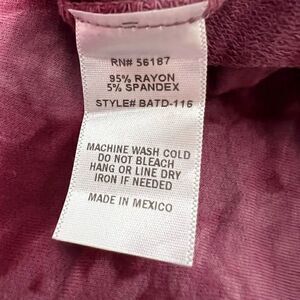 RN# 56187
95% RAYON
5% SPANDEX
STYLE# BATD-116
MACHINE WASH COLD
DO NOT BLEACH
HANG OR LINE DRY
IRON IF NEEDED
MADE IN MEXICO